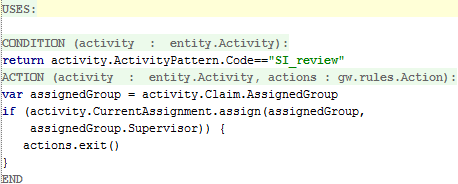 USES:
CONDITION (activity : entity.Activity):
return activity.ActivityPattern.Code=="SI_review"
ACTION (activity : entity.Activity, actions : gw.rules.Action):
var assignedGroup = activity.Claim.AssignedGroup
if (activity.CurrentAssignment.assign(assignedGroup,
assignedGroup.Supervisor)) {
actions.exit()
}
END